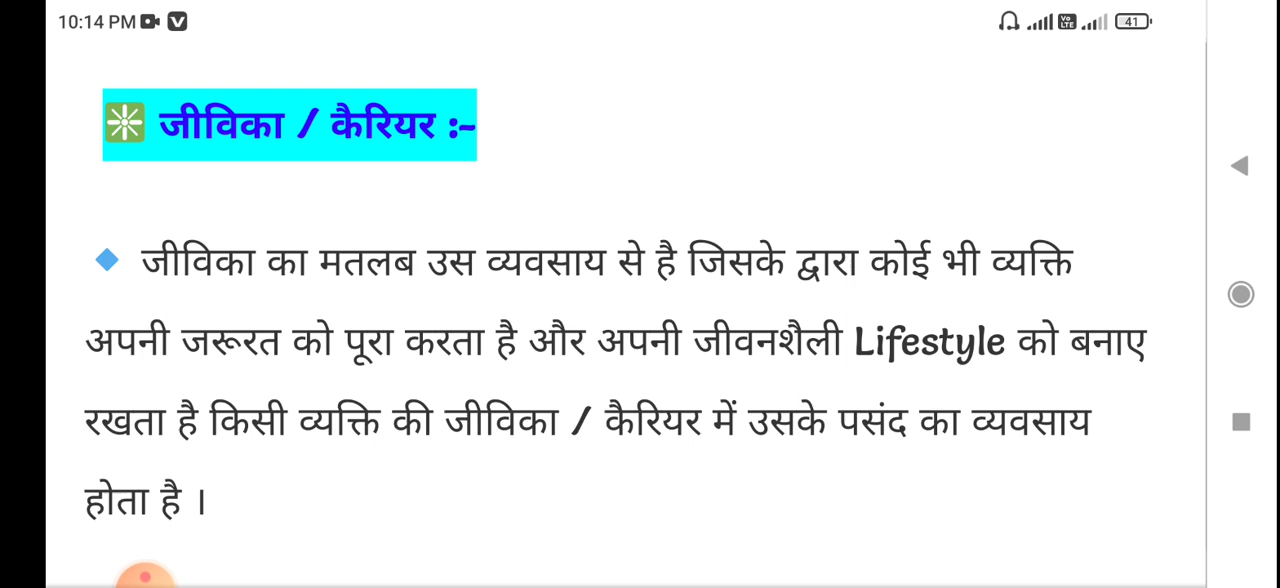 10:14 PM VoLTE 41
✳️ जीविका / कैरियर :-
🔹 जीविका का मतलब उस व्यवसाय से है जिसके द्वारा कोई भी व्यक्ति
अपनी जरूरत को पूरा करता है और अपनी जीवनशैली Lifestyle को बनाए
रखता है किसी व्यक्ति की जीविका / कैरियर में उसके पसंद का व्यवसाय
होता है ।